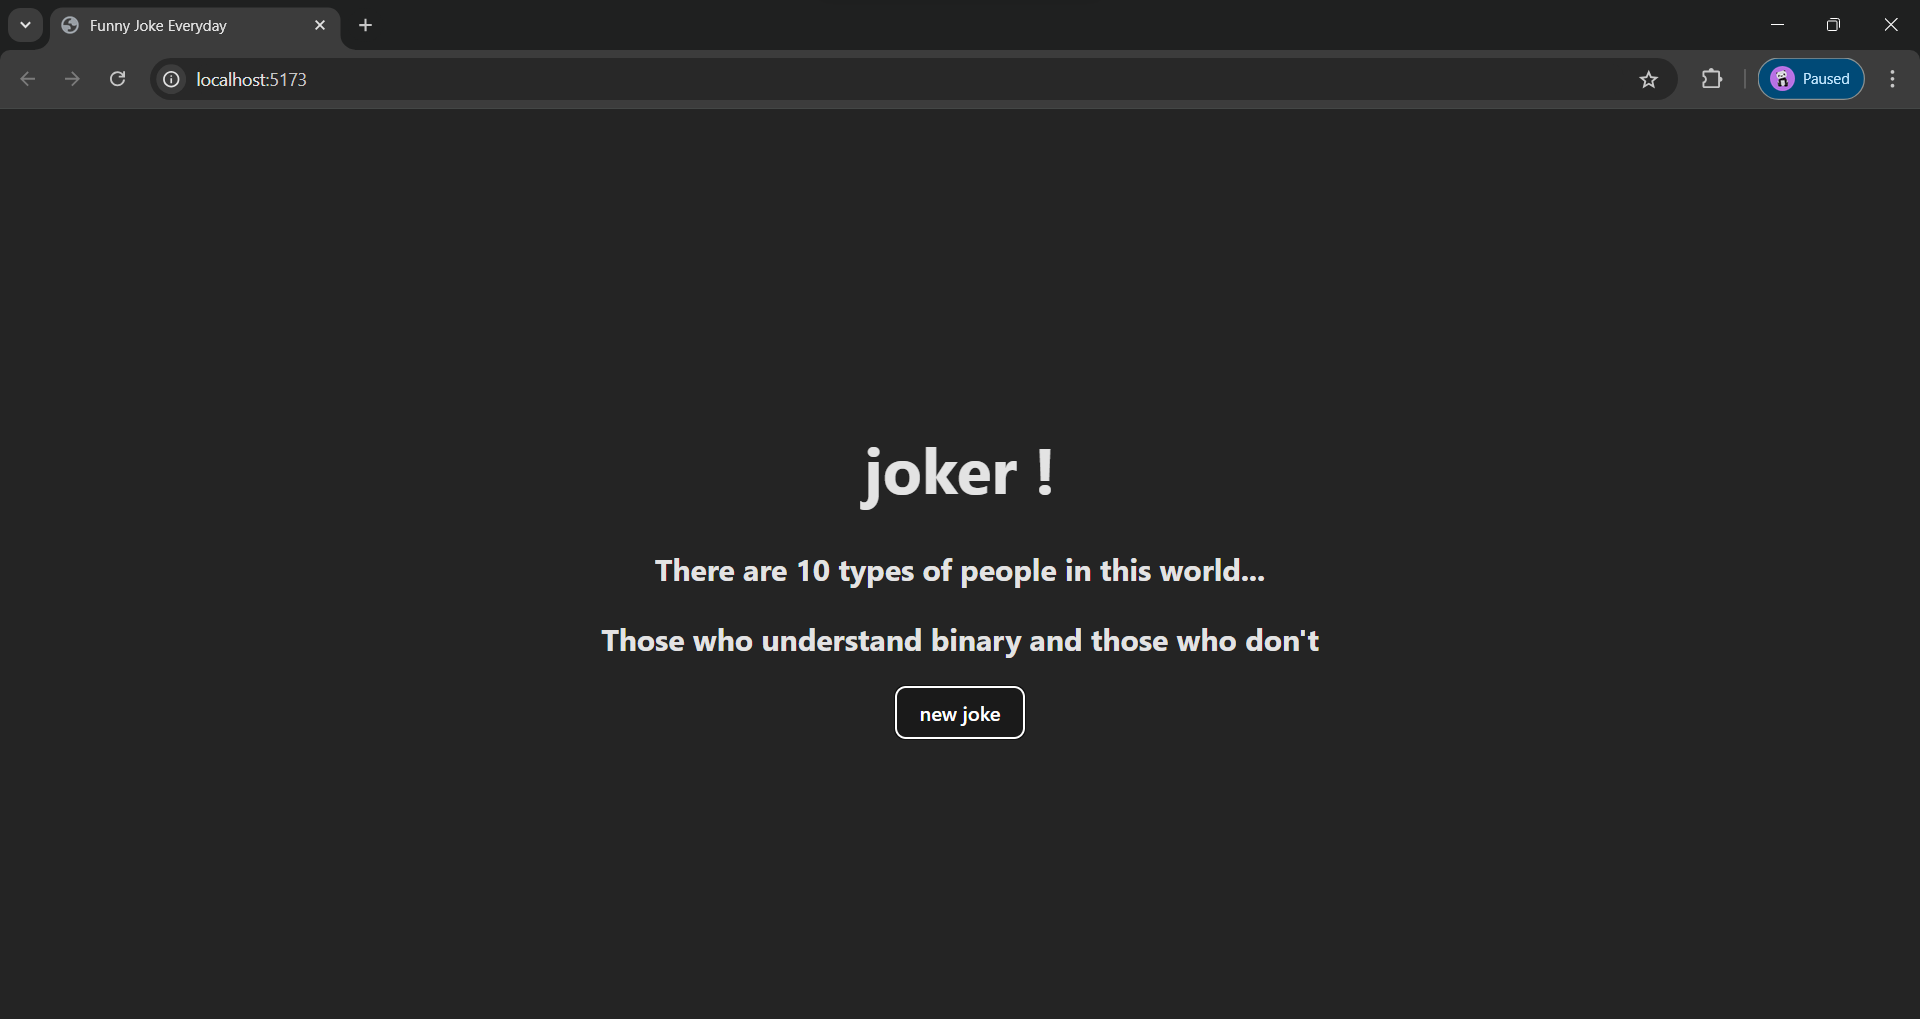 Funny Joke Everyday
localhost:5173
Paused
joker !
There are 10 types of people in this world...
Those who understand binary and those who don't
new joke